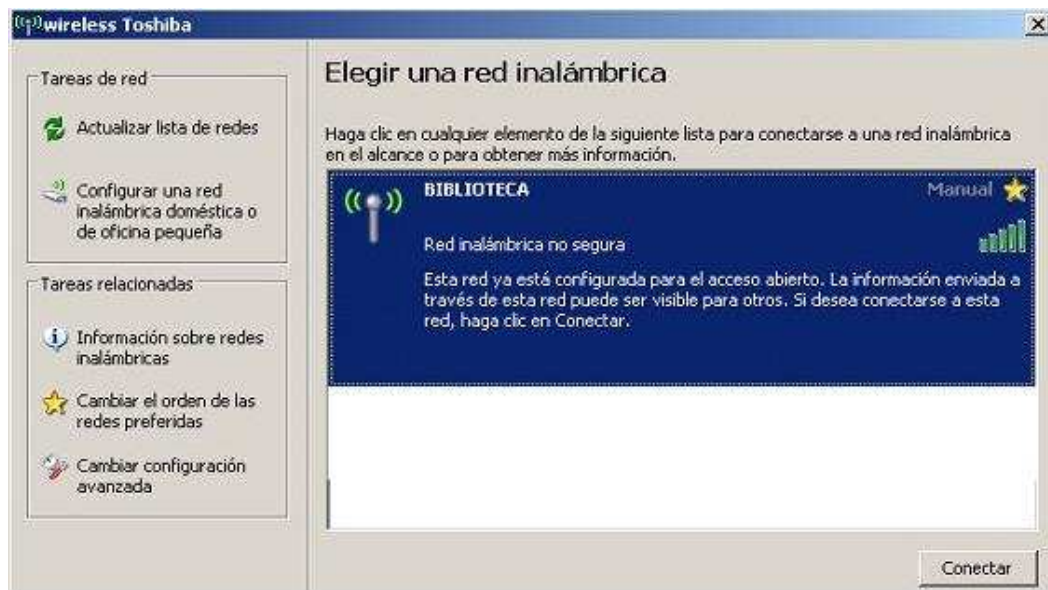 wireless Toshiba
Tareas de red
Actualizar lista de redes
Configurar una red
inalámbrica doméstica o
de oficina pequeña
Tareas relacionadas
Información sobre redes
inalámbricas
Cambiar el orden de las
redes preferidas
Cambiar configuración
avanzada
Elegir una red inalámbrica
Haga clic en cualquier elemento de la siguiente lista para conectarse a una red inalámbrica
en el alcance o para obtener más información.
BIBLIOTECA
Manual
Red inalámbrica no segura
Esta red ya está configurada para el acceso abierto. La información enviada a
través de esta red puede ser visible para otros. Si desea conectarse a esta
red, haga clic en Conectar.
Conectar